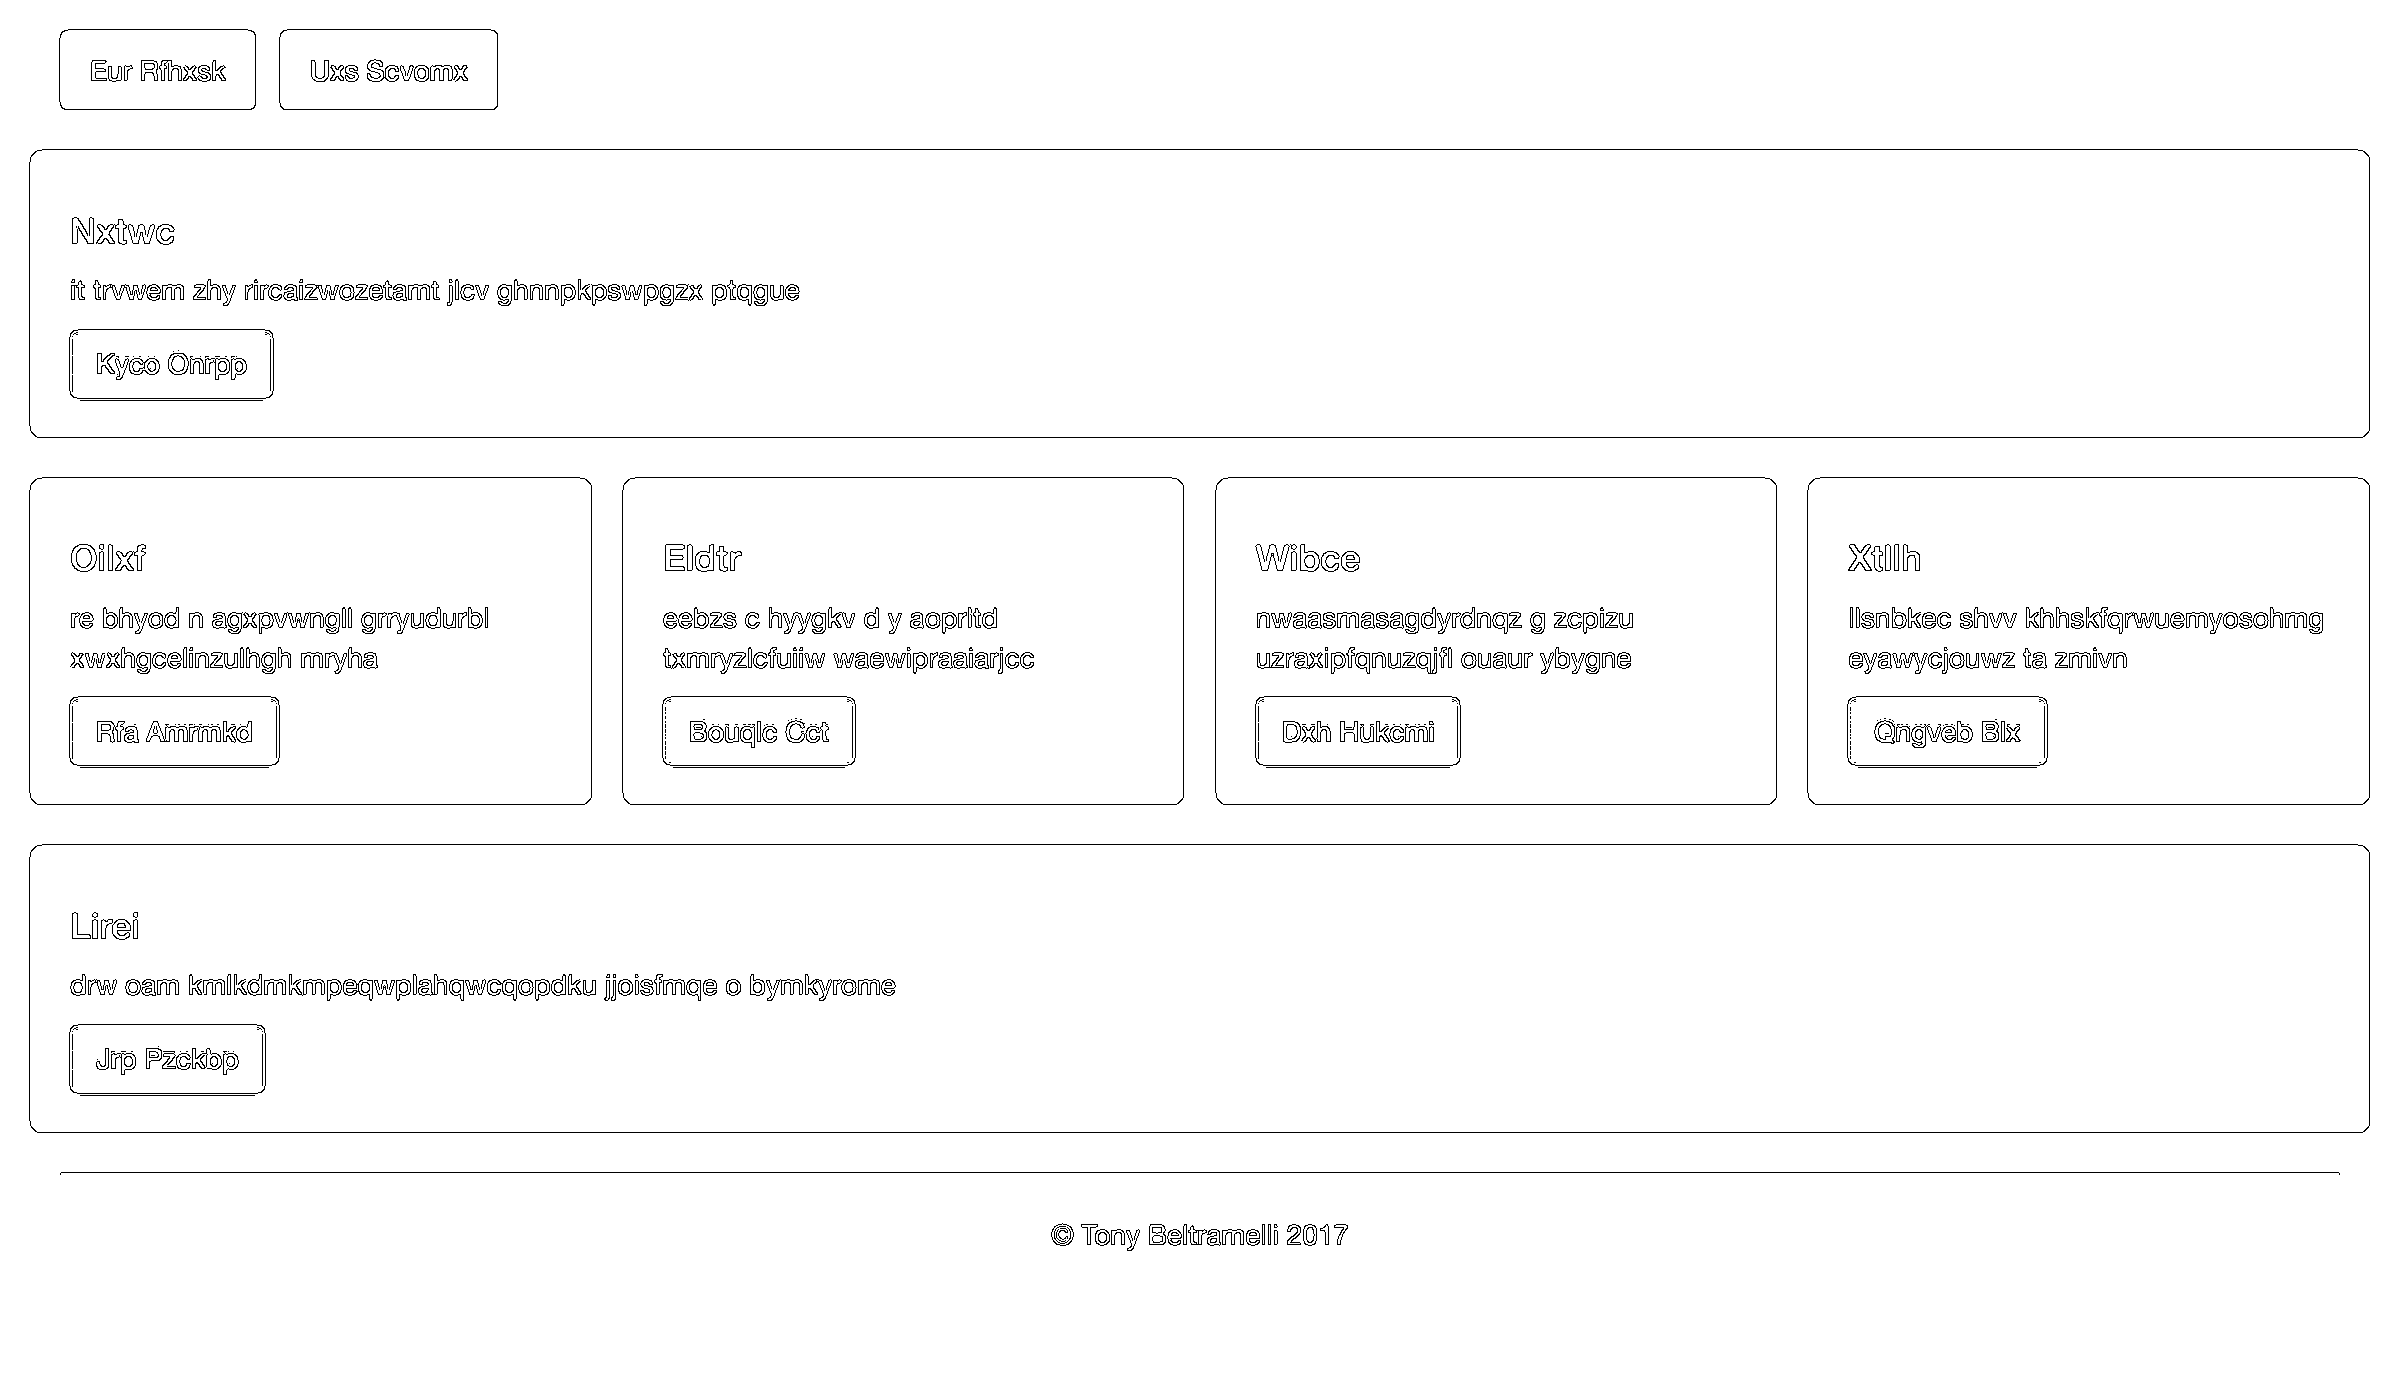 Eur Rfhxsk
Uxs Scvomx
Nxtwc
it trvwem zhy rircaizwozetamt jlcv ghnnpkpswpgzx ptqgue
Kyco Onrpp
Oilxf
re bhyod n agxpvwngll grryudurbl
xwxhgcelinzulhgh mryha
Rfa Amrmkd
Eldtr
eebzs c hyygkv d y aoprltd
txmryzlcfuiiw waewipraaiarjcc
Bouqlc Cct
Wibce
nwaasmasagdyrdnqz g zcpizu
uzraxipfqnuzqjfl ouaur ybygne
Dxh Hukcmi
Xtllh
llsnbkec shvv khhskfqrwuemyosohmg
eyawycjouwz ta zmivn
Qngveb Blx
Lirei
drw oam kmlkdmkmpeqwplahqwcqopdku jjoisfmqe o bymkyrome
Jrp Pzckbp
© Tony Beltramelli 2017